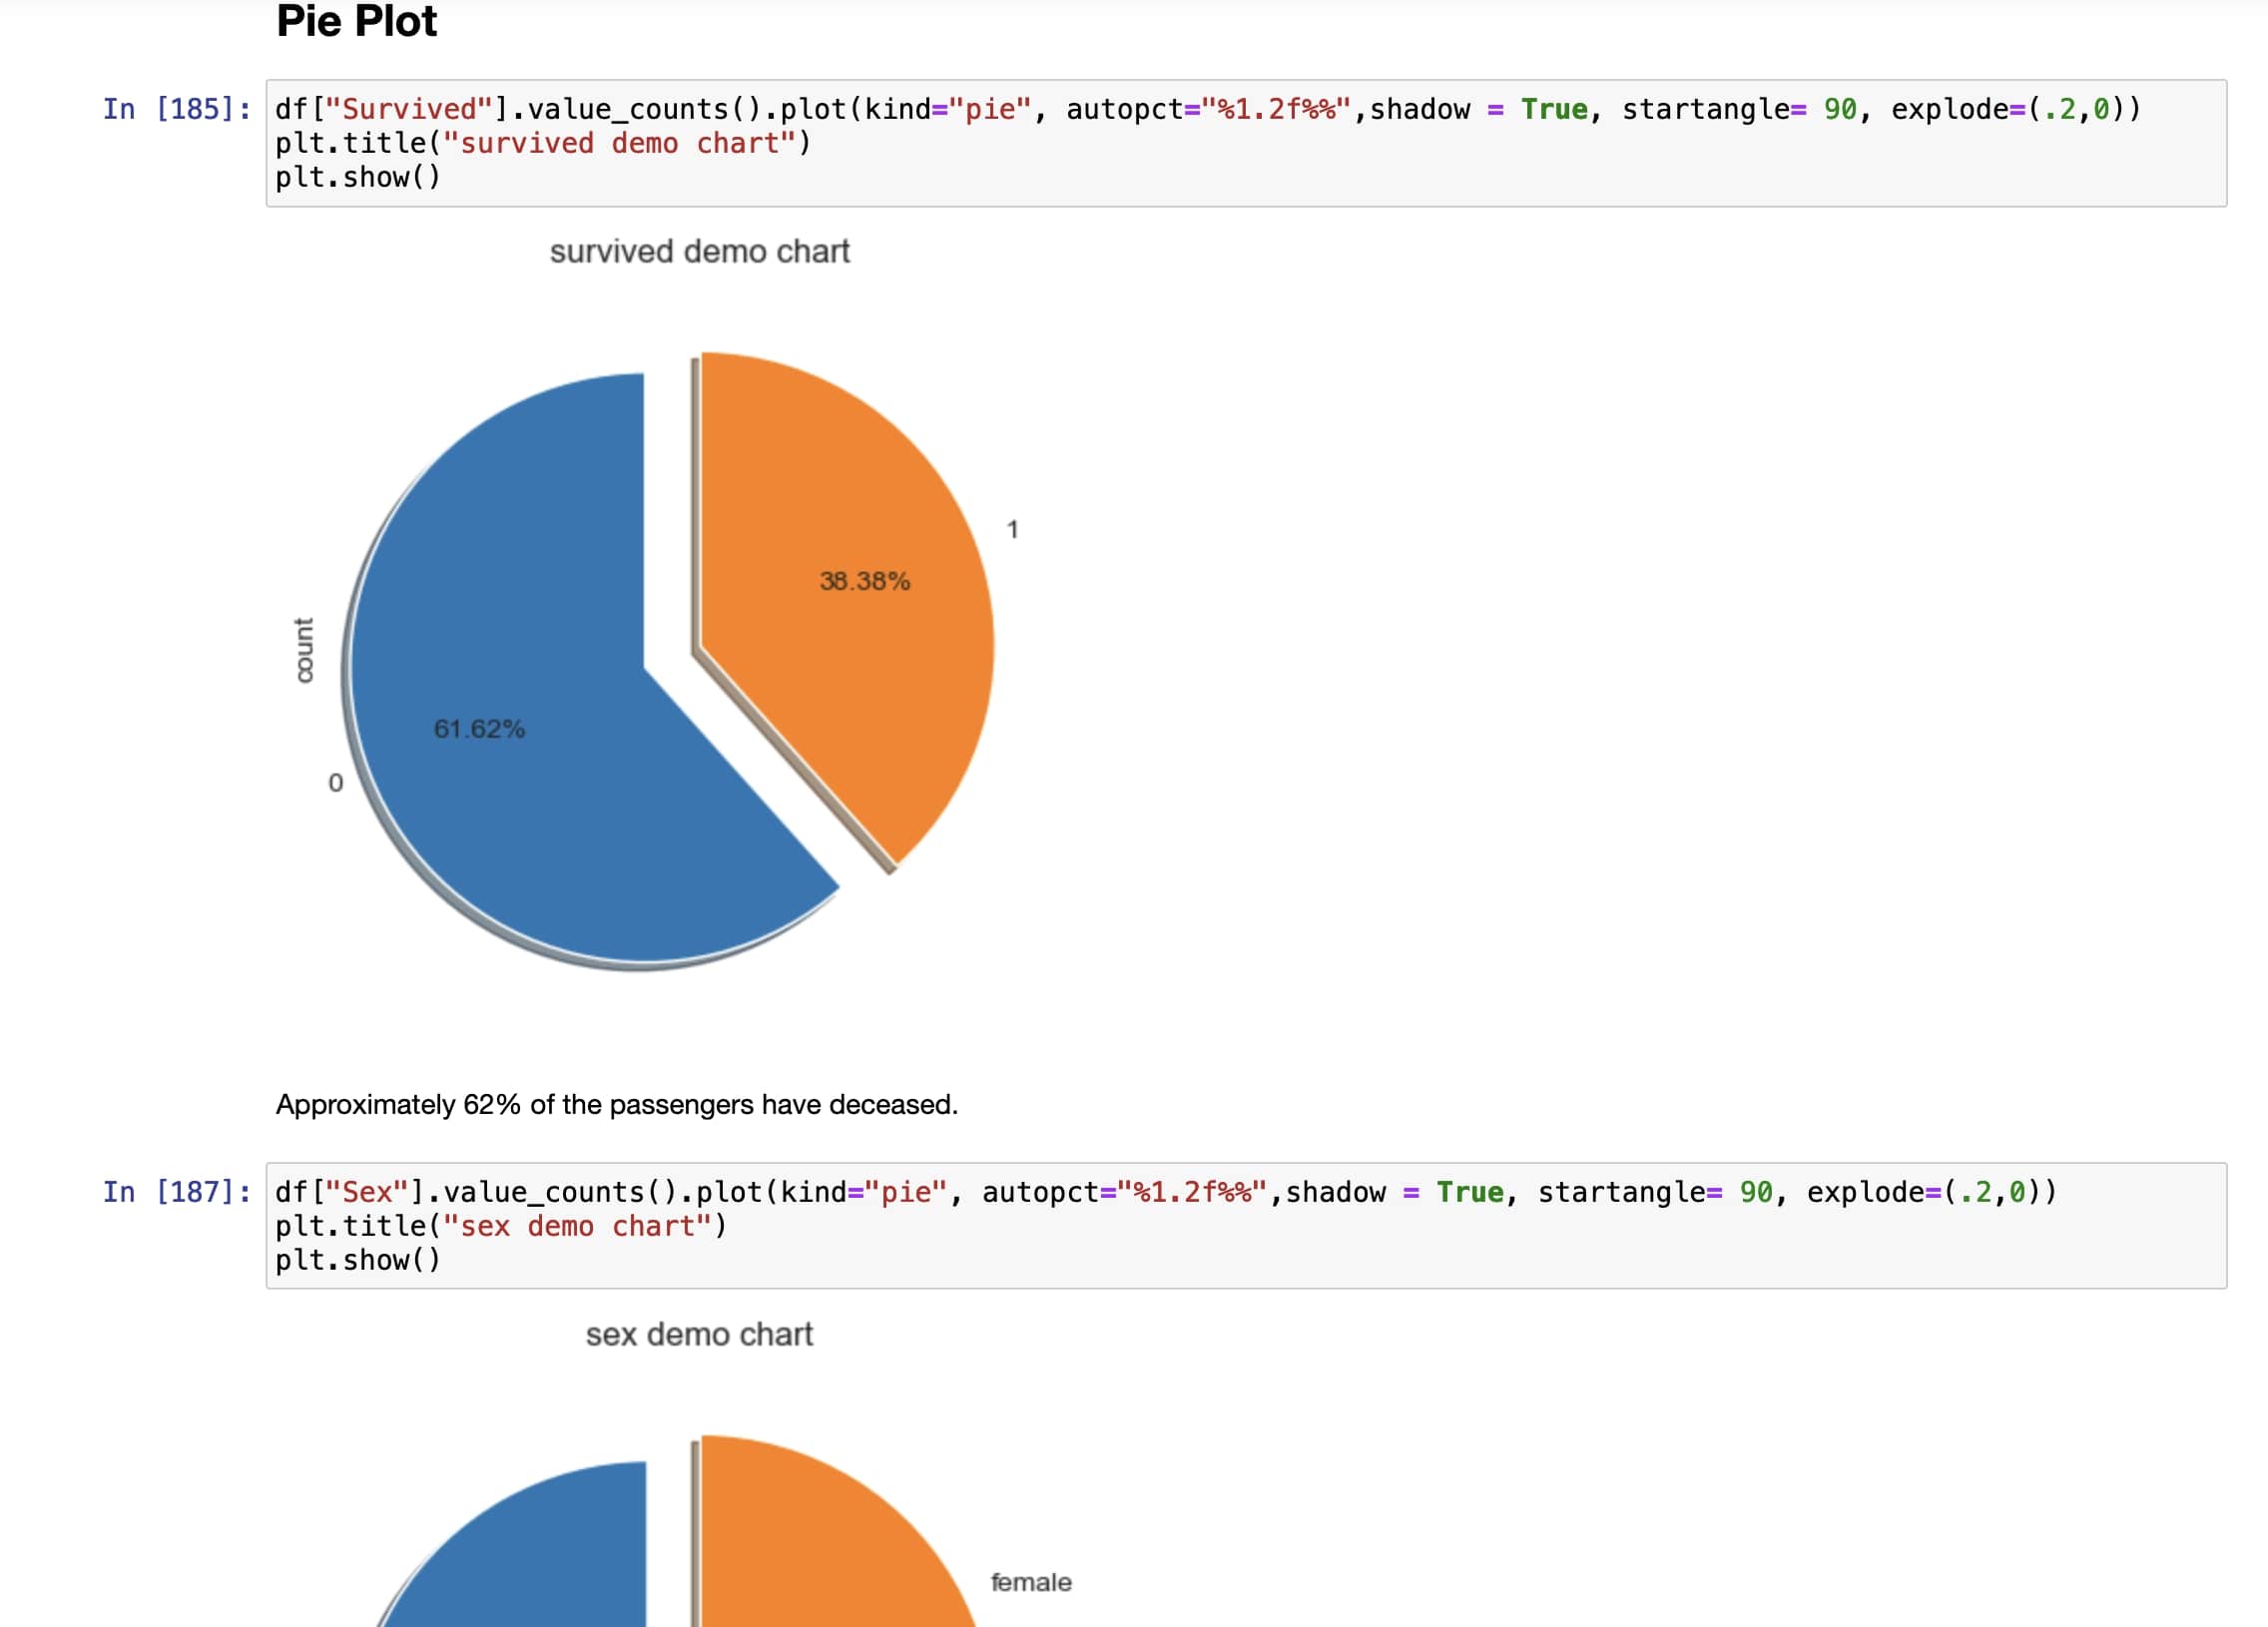 Pie Plot
In [185]: df["Survived"].value_counts().plot(kind="pie", autopct="%1.2f%%",shadow = True, startangle= 90, explode=(.2,0))
plt.title("survived demo chart")
plt.show()
survived demo chart
1
38.38%
count
61.62%
0
Approximately 62% of the passengers have deceased.
In [187]: df["Sex"].value_counts().plot(kind="pie", autopct="%1.2f%%",shadow = True, startangle= 90, explode=(.2,0))
plt.title("sex demo chart")
plt.show()
sex demo chart
female